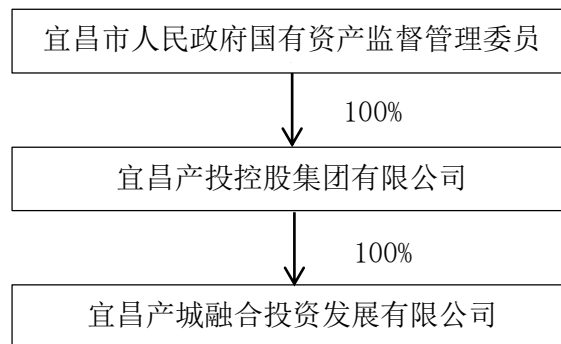 宜昌市人民政府国有资产监督管理委员
100%
宜昌产投控股集团有限公司
100%
宜昌产城融合投资发展有限公司